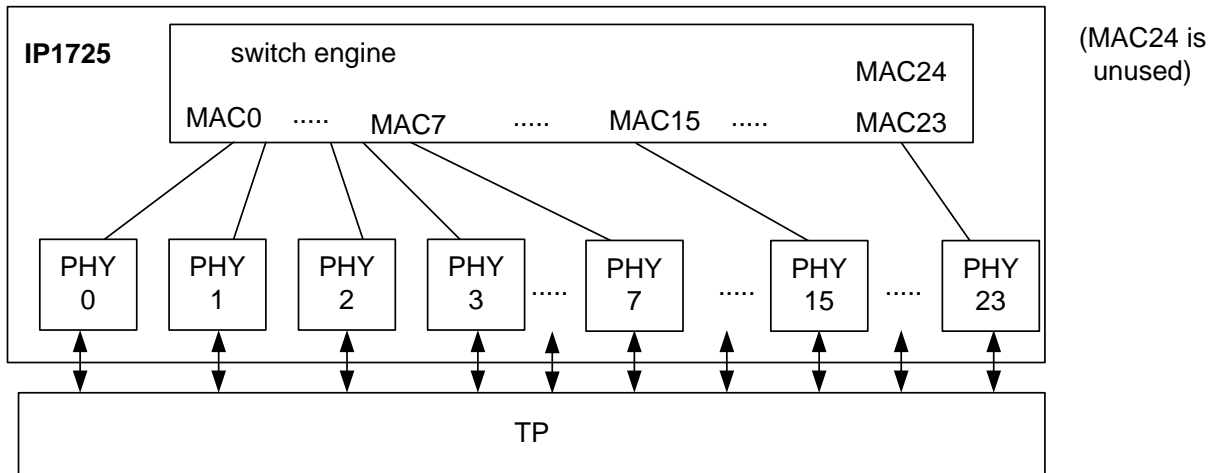 IP1725
switch engine
(MAC24 is
unused)
MAC24
MAC0 ..... MAC7 ..... MAC15 ..... MAC23
PHY PHY PHY PHY PHY PHY PHY
0 1 2 3 ..... 7 ..... 15 ..... 23
TP